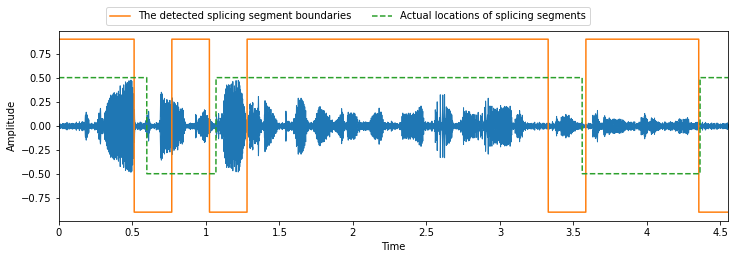 The detected splicing segment boundaries
Actual locations of splicing segments
Amplitude
0.75
0.50
0.25
0.00
−0.25
−0.50
−0.75
0 0.5 1 1.5 2 2.5 3 3.5 4 4.5
Time